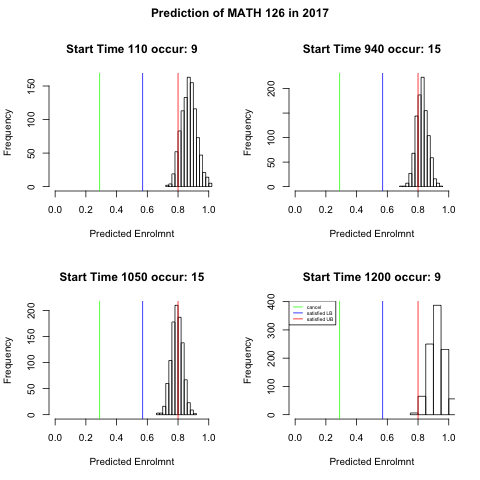 Prediction of MATH 126 in 2017
Start Time 110 occur: 9
Frequency
150
100
50
0
0.0 0.2 0.4 0.6 0.8 1.0
Predicted Enrolmnt
Start Time 940 occur: 15
Frequency
200
100
50
0
0.0 0.2 0.4 0.6 0.8 1.0
Predicted Enrolmnt
Start Time 1050 occur: 15
Frequency
200
150
100
50
0
0.0 0.2 0.4 0.6 0.8 1.0
Predicted Enrolmnt
Start Time 1200 occur: 9
Frequency
400
300
200
100
0
cancel
satisfied LB
satisfied UB
0.0 0.2 0.4 0.6 0.8 1.0
Predicted Enrolmnt